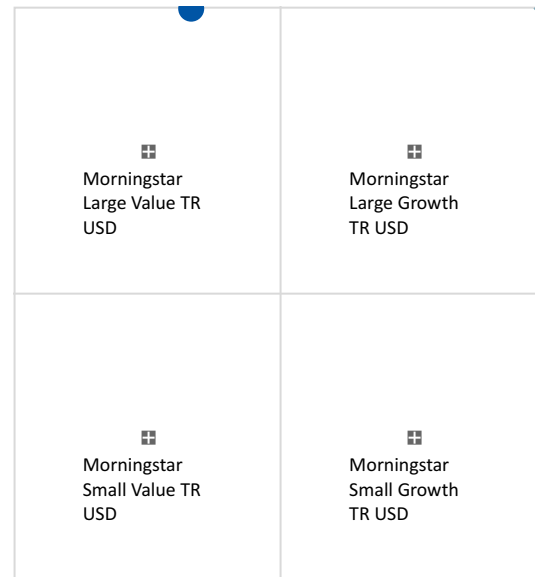 Morningstar
Large Value TR
USD
Morningstar
Large Growth
TR USD
Morningstar
Small Value TR
USD
Morningstar
Small Growth
TR USD